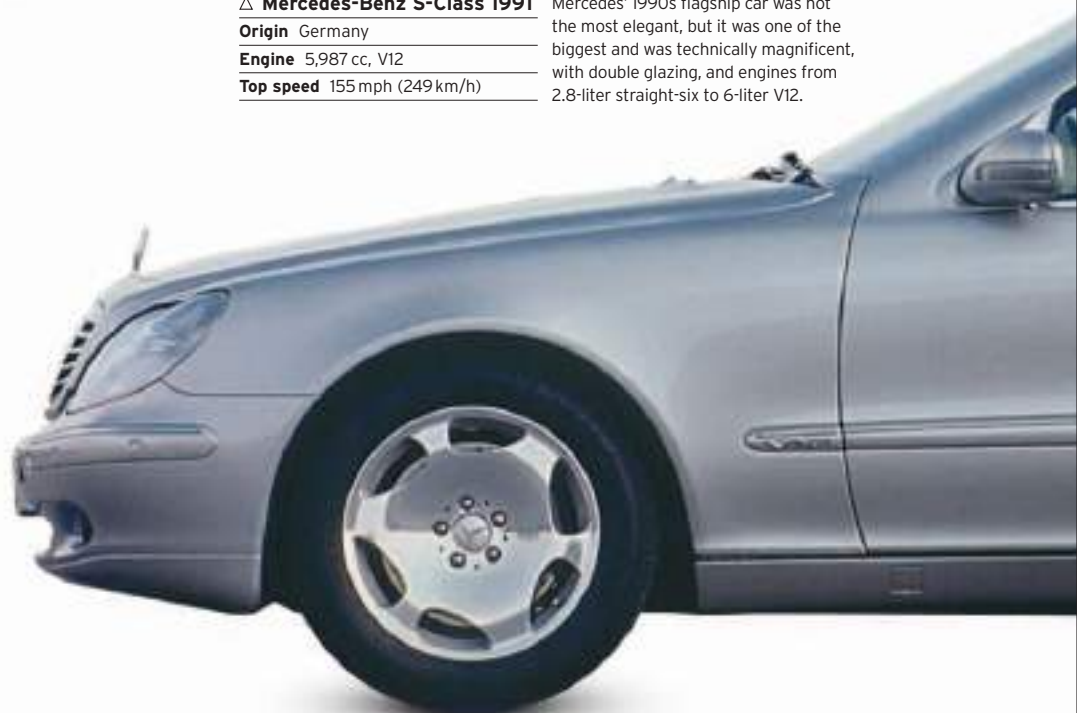 △ Mercedes-Benz S-Class 1991
Origin Germany
Engine 5,987 cc, V12
Top speed 155 mph (249 km/h)
Mercedes' 1990s flagship car was not
the most elegant, but it was one of the
biggest and was technically magnificent,
with double glazing, and engines from
2.8-liter straight-six to 6-liter V12.